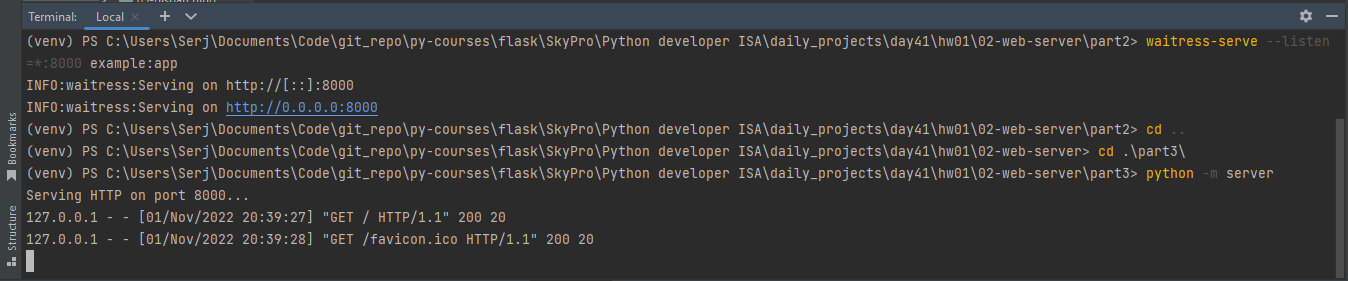 Terminal: Local × +
(venv) PS C:\Users\Serj\Documents\Code\git_repo\py-courses\flask\SkyPro\Python developer ISA\daily_projects\day41\hw01\02-web-server\part2> waitress-serve --listen
=*:8000 example:app
INFO:waitress:Serving on http://[::]:8000
INFO:waitress:Serving on http://0.0.0.0:8000
(venv) PS C:\Users\Serj\Documents\Code\git_repo\py-courses\flask\SkyPro\Python developer ISA\daily_projects\day41\hw01\02-web-server\part2> cd ..
(venv) PS C:\Users\Serj\Documents\Code\git_repo\py-courses\flask\SkyPro\Python developer ISA\daily_projects\day41\hw01\02-web-server> cd .\part3\
(venv) PS C:\Users\Serj\Documents\Code\git_repo\py-courses\flask\SkyPro\Python developer ISA\daily_projects\day41\hw01\02-web-server\part3> python -m server
Serving HTTP on port 8000...
127.0.0.1 - - [01/Nov/2022 20:39:27] "GET / HTTP/1.1" 200 20
127.0.0.1 - - [01/Nov/2022 20:39:28] "GET /favicon.ico HTTP/1.1" 200 20
Bookmarks
Structure